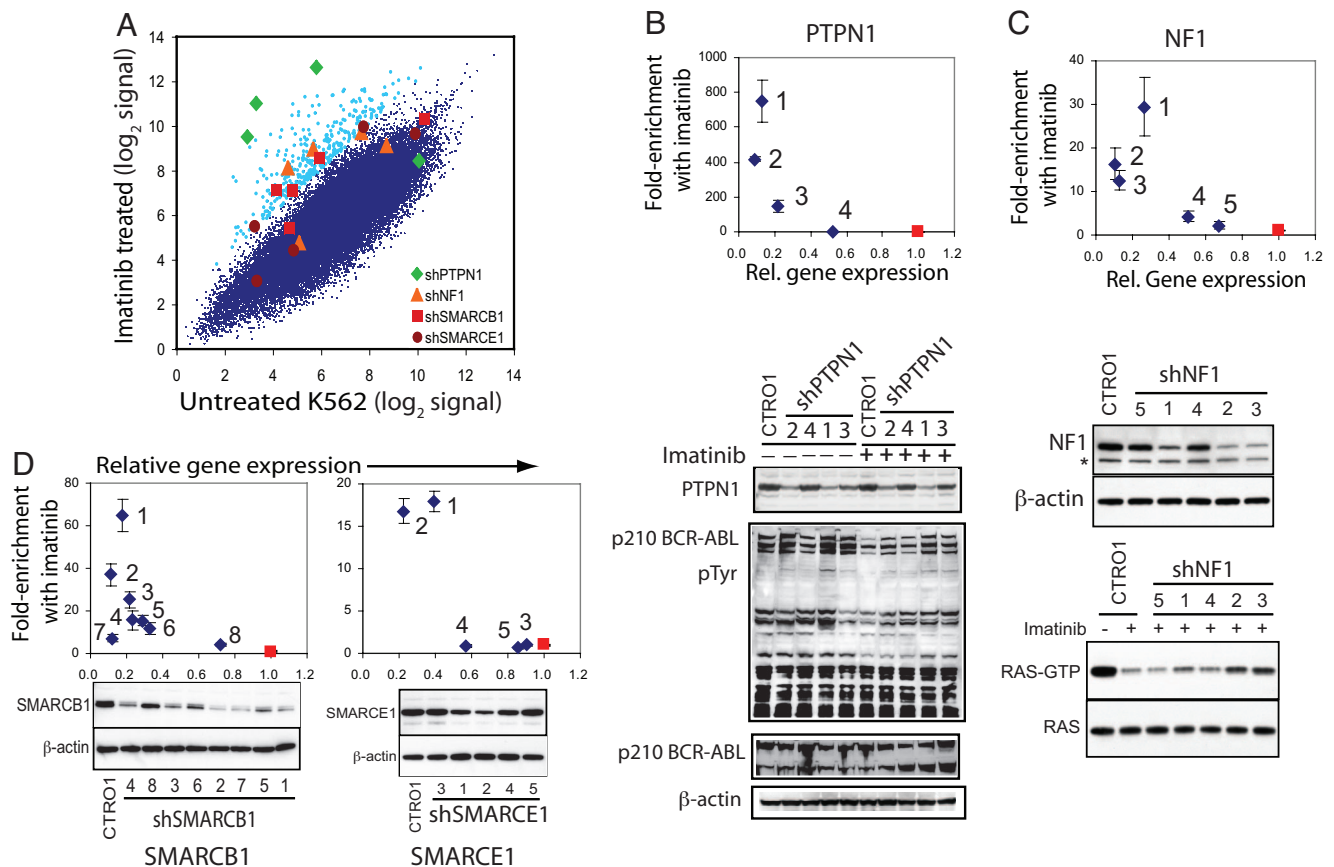 A
Imatinib treated (log2 signal)
14
12
10
8
6
4
2
0
0 2 4 6 8 10 12 14
Untreated K562 (log2 signal)
shPTPN1
shNF1
shSMARCB1
shSMARCE1
B
PTPN1
Fold-enrichment
with imatinib
1000
800
600
400
200
0
1
2
3
4
0.0 0.2 0.4 0.6 0.8 1.0 1.2
Rel. gene expression
CTRO1 shPTPN1 CTRO1 shPTPN1
2 4 1 3 2 4 1 3
Imatinib – – – – – + + + + +
PTPN1
p210 BCR-ABL
pTyr
p210 BCR-ABL
β-actin
C
NF1
Fold-enrichment
with imatinib
40
30
20
10
0
1
2
3
4
5
0.0 0.2 0.4 0.6 0.8 1.0 1.2
Rel. Gene expression
CTRO1 shNF1
5 1 4 2 3
NF1
*
β-actin
CTRO1 shNF1
5 1 4 2 3
Imatinib - + + + + + +
RAS-GTP
RAS
D
Relative gene expression
Fold-enrichment
with imatinib
80
60
40
20
0
1
2
3
4 5
7 6
8
0.0 0.2 0.4 0.6 0.8 1.0 1.2
SMARCB1
β-actin
CTRO1 4 8 3 6 2 7 5 1
shSMARCB1
SMARCB1
20
15
10
5
0
1
2
4 5 3
0.0 0.2 0.4 0.6 0.8 1.0 1.2
SMARCE1
β-actin
CTRO1 3 1 2 4 5
shSMARCE1
SMARCE1